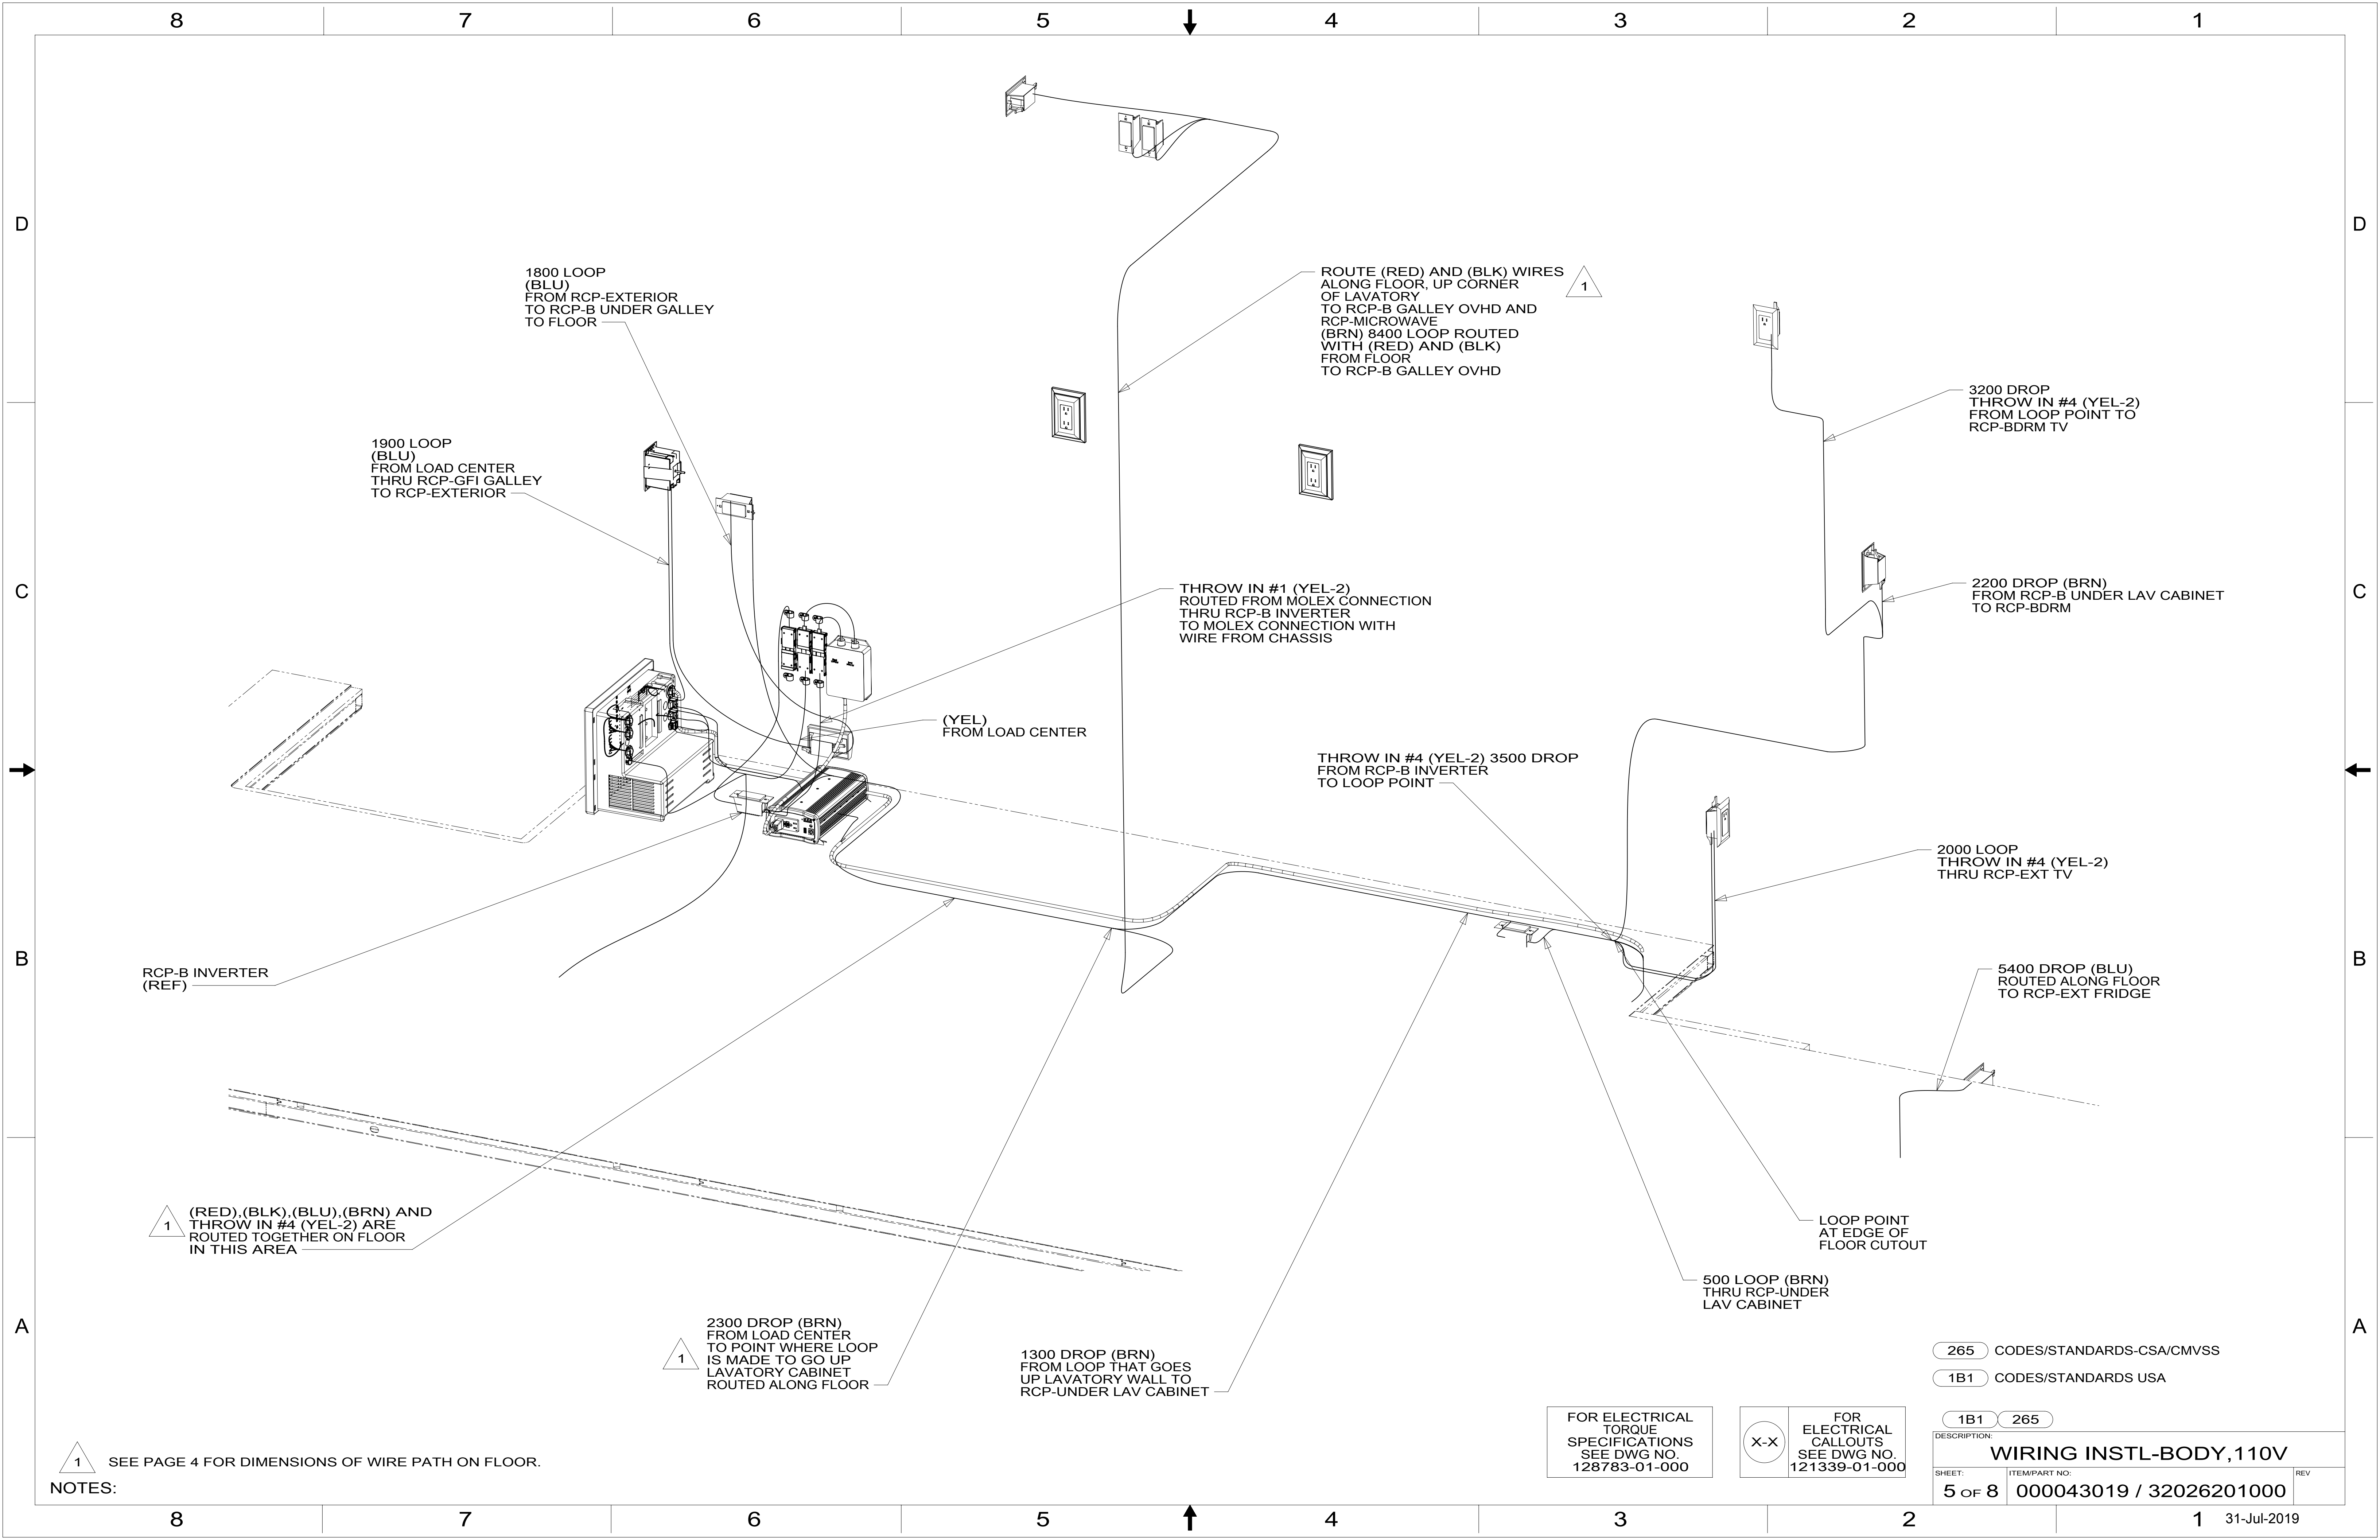 8 7 6 5 4 3 2 1
D
D
1800 LOOP
(BLU)
FROM RCP-EXTERIOR
TO RCP-B UNDER GALLEY
TO FLOOR
ROUTE (RED) AND (BLK) WIRES
ALONG FLOOR, UP CORNER
OF LAVATORY
TO RCP-B GALLEY OVHD AND
RCP-MICROWAVE
(BRN) 8400 LOOP ROUTED
WITH (RED) AND (BLK)
FROM FLOOR
TO RCP-B GALLEY OVHD
1
3200 DROP
THROW IN #4 (YEL-2)
FROM LOOP POINT TO
RCP-BDRM TV
1900 LOOP
(BLU)
FROM LOAD CENTER
THRU RCP-GFI GALLEY
TO RCP-EXTERIOR
C
C
THROW IN #1 (YEL-2)
ROUTED FROM MOLEX CONNECTION
THRU RCP-B INVERTER
TO MOLEX CONNECTION WITH
WIRE FROM CHASSIS
2200 DROP (BRN)
FROM RCP-B UNDER LAV CABINET
TO RCP-BDRM
(YEL)
FROM LOAD CENTER
THROW IN #4 (YEL-2) 3500 DROP
FROM RCP-B INVERTER
TO LOOP POINT
2000 LOOP
THROW IN #4 (YEL-2)
THRU RCP-EXT TV
B
B
RCP-B INVERTER
(REF)
5400 DROP (BLU)
ROUTED ALONG FLOOR
TO RCP-EXT FRIDGE
1
(RED),(BLK),(BLU),(BRN) AND
THROW IN #4 (YEL-2) ARE
ROUTED TOGETHER ON FLOOR
IN THIS AREA
LOOP POINT
AT EDGE OF
FLOOR CUTOUT
500 LOOP (BRN)
THRU RCP-UNDER
LAV CABINET
A
A
1
2300 DROP (BRN)
FROM LOAD CENTER
TO POINT WHERE LOOP
IS MADE TO GO UP
LAVATORY CABINET
ROUTED ALONG FLOOR
1300 DROP (BRN)
FROM LOOP THAT GOES
UP LAVATORY WALL TO
RCP-UNDER LAV CABINET
265 CODES/STANDARDS-CSA/CMVSS
1B1 CODES/STANDARDS USA
FOR ELECTRICAL
TORQUE
SPECIFICATIONS
SEE DWG NO.
128783-01-000
X-X
FOR
ELECTRICAL
CALLOUTS
SEE DWG NO.
121339-01-000
1B1 265
DESCRIPTION:
WIRING INSTL-BODY,110V
SHEET:
5 OF 8
ITEM/PART NO:
000043019 / 32026201000
REV
1 SEE PAGE 4 FOR DIMENSIONS OF WIRE PATH ON FLOOR.
NOTES:
8 7 6 5 4 3 2 1
31-Jul-2019